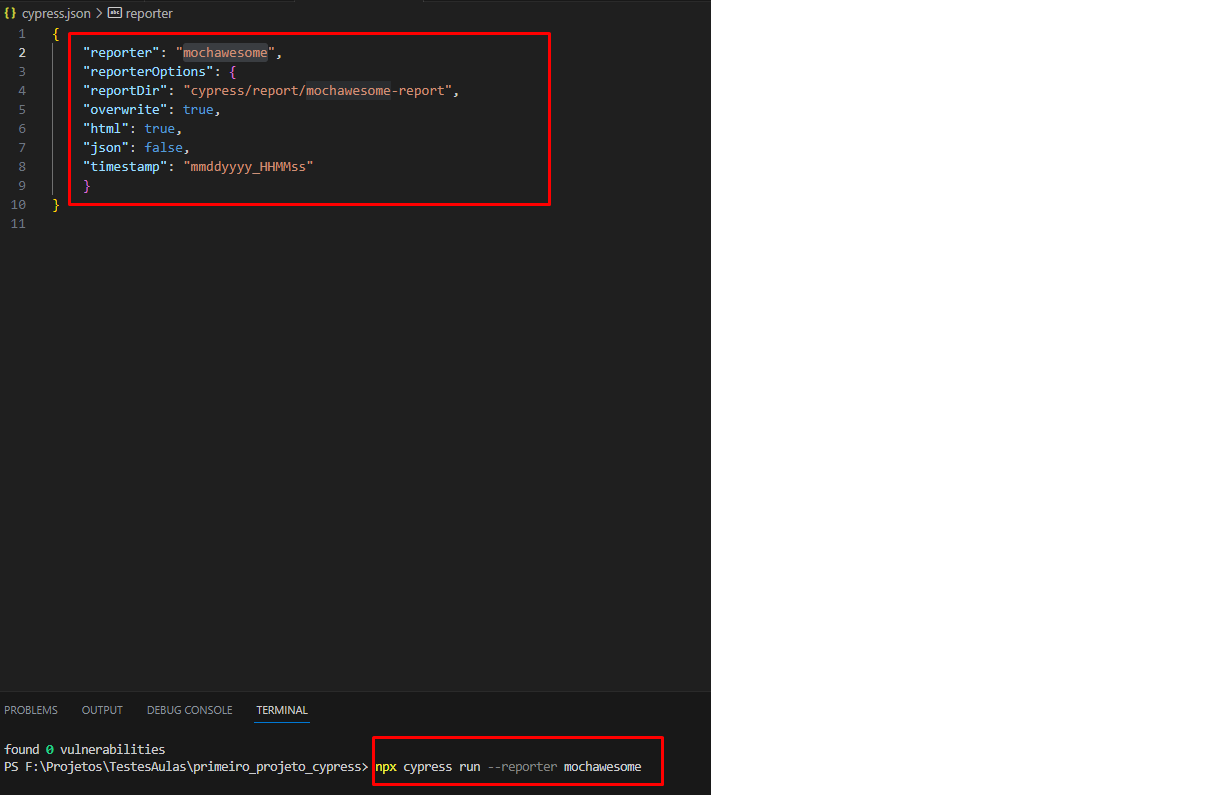 {} cypress.json > abc reporter
1 {
2 "reporter": "mochawesome",
3 "reporterOptions": {
4 "reportDir": "cypress/report/mochawesome-report",
5 "overwrite": true,
6 "html": true,
7 "json": false,
8 "timestamp": "mmddyyyy_HHMMss"
9 }
10 }
11
PROBLEMS OUTPUT DEBUG CONSOLE TERMINAL
found 0 vulnerabilities
PS F:\Projetos\TestesAulas\primeiro_projeto_cypress> npx cypress run --reporter mochawesome